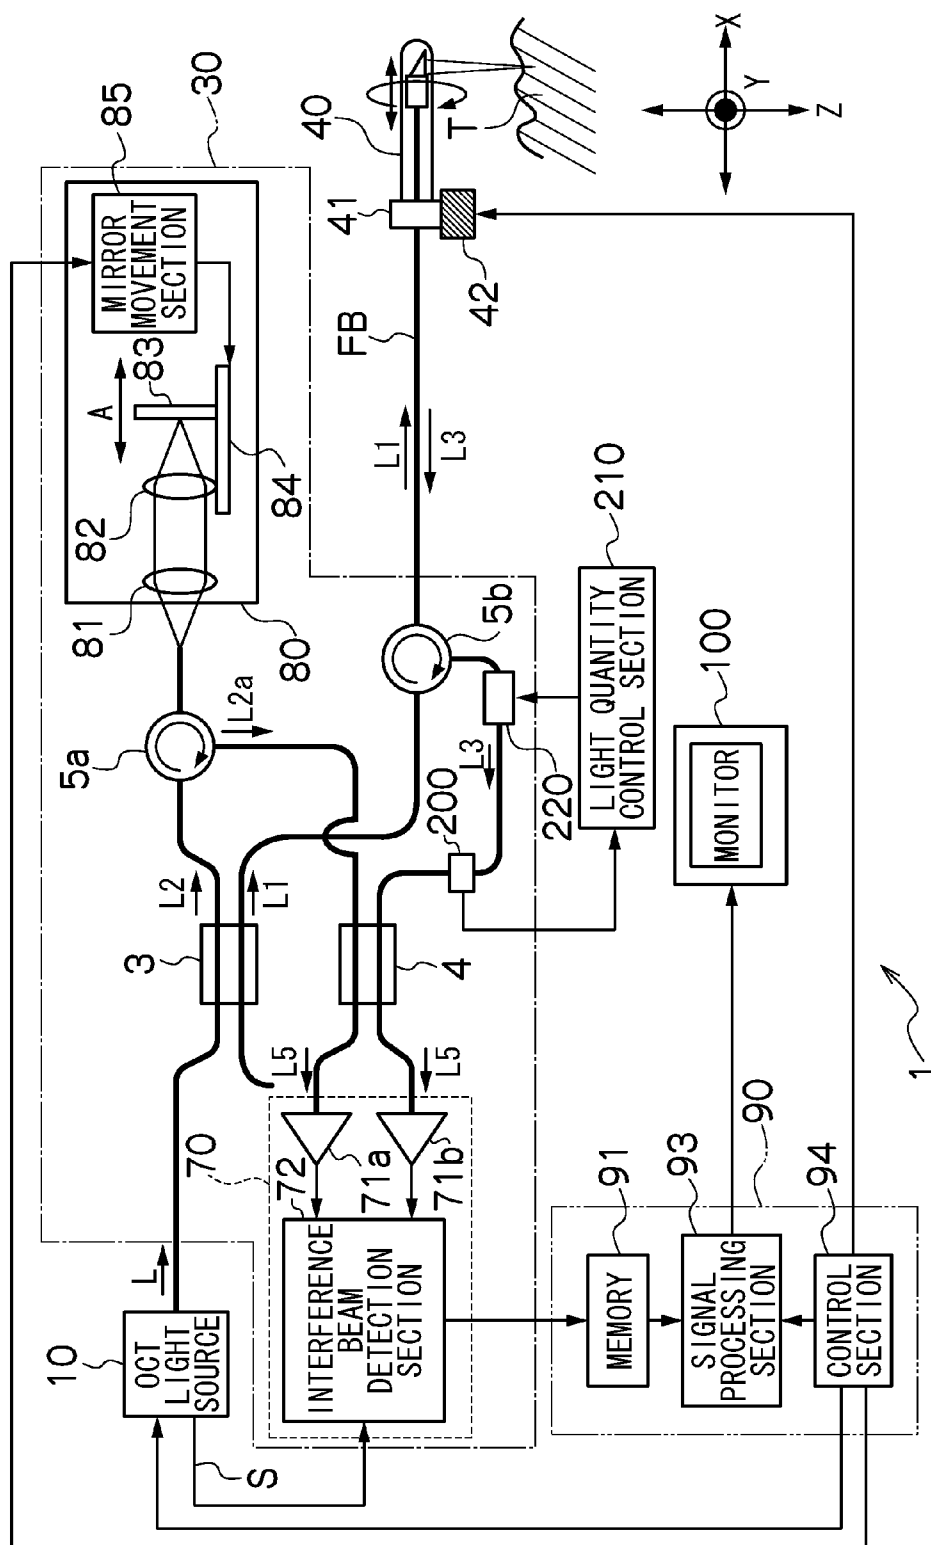 10
OCT
LIGHT
SOURCE
L
S
3
L2
L1
5a
L2a
81
82
A
83
85
MIRROR
MOVEMENT
SECTION
84
80
30
70
72
INTERFERENCE
BEAM
DETECTION
SECTION
71a
71b
L5
L5
4
200
L3
220
5b
L1
L3
FB
41
40
42
T
X
Y
Z
210
LIGHT QUANTITY
CONTROL SECTION
100
MONITOR
91
MEMORY
93
SIGNAL
PROCESSING
SECTION
90
94
CONTROL
SECTION
1